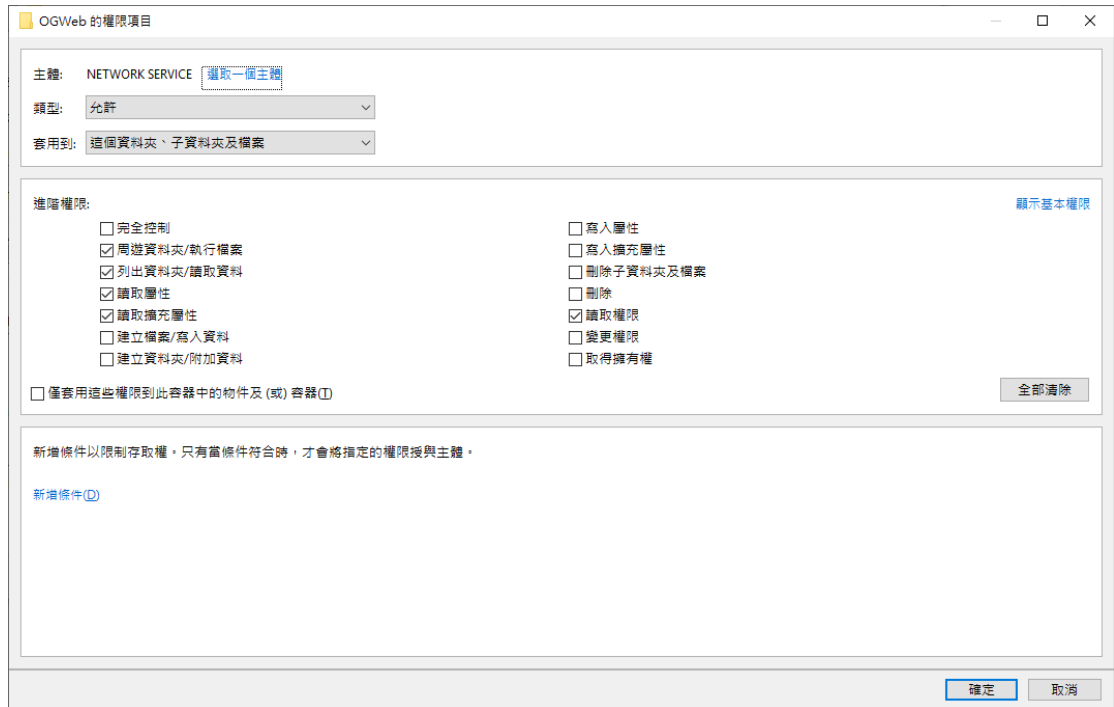 OGWeb 的權限項目
主體: NETWORK SERVICE 選取一個主體
類型: 允許
套用到: 這個資料夾、子資料夾及檔案
進階權限: 顯示基本權限
完全控制 寫入屬性
周遊資料夾/執行檔案 寫入擴充屬性
列出資料夾/讀取資料 刪除子資料夾及檔案
讀取屬性 刪除
讀取擴充屬性 讀取權限
建立檔案/寫入資料 變更權限
建立資料夾/附加資料 取得擁有權
僅套用這些權限到此容器中的物件及 (或) 容器(T) 全部清除
新增條件以限制存取權。只有當條件符合時，才會將指定的權限授與主體。
新增條件(D)
確定 取消